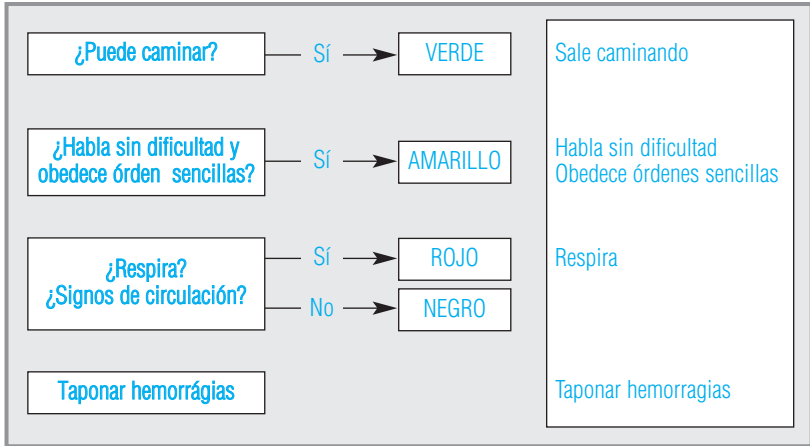 ¿Puede caminar?
Sí
VERDE
Sale caminando
¿Habla sin dificultad y
obedece órden sencillas?
Sí
AMARILLO
Habla sin dificultad
Obedece órdenes sencillas
¿Respira?
¿Signos de circulación?
Sí
ROJO
Respira
No
NEGRO
Taponar hemorrágias
Taponar hemorragias